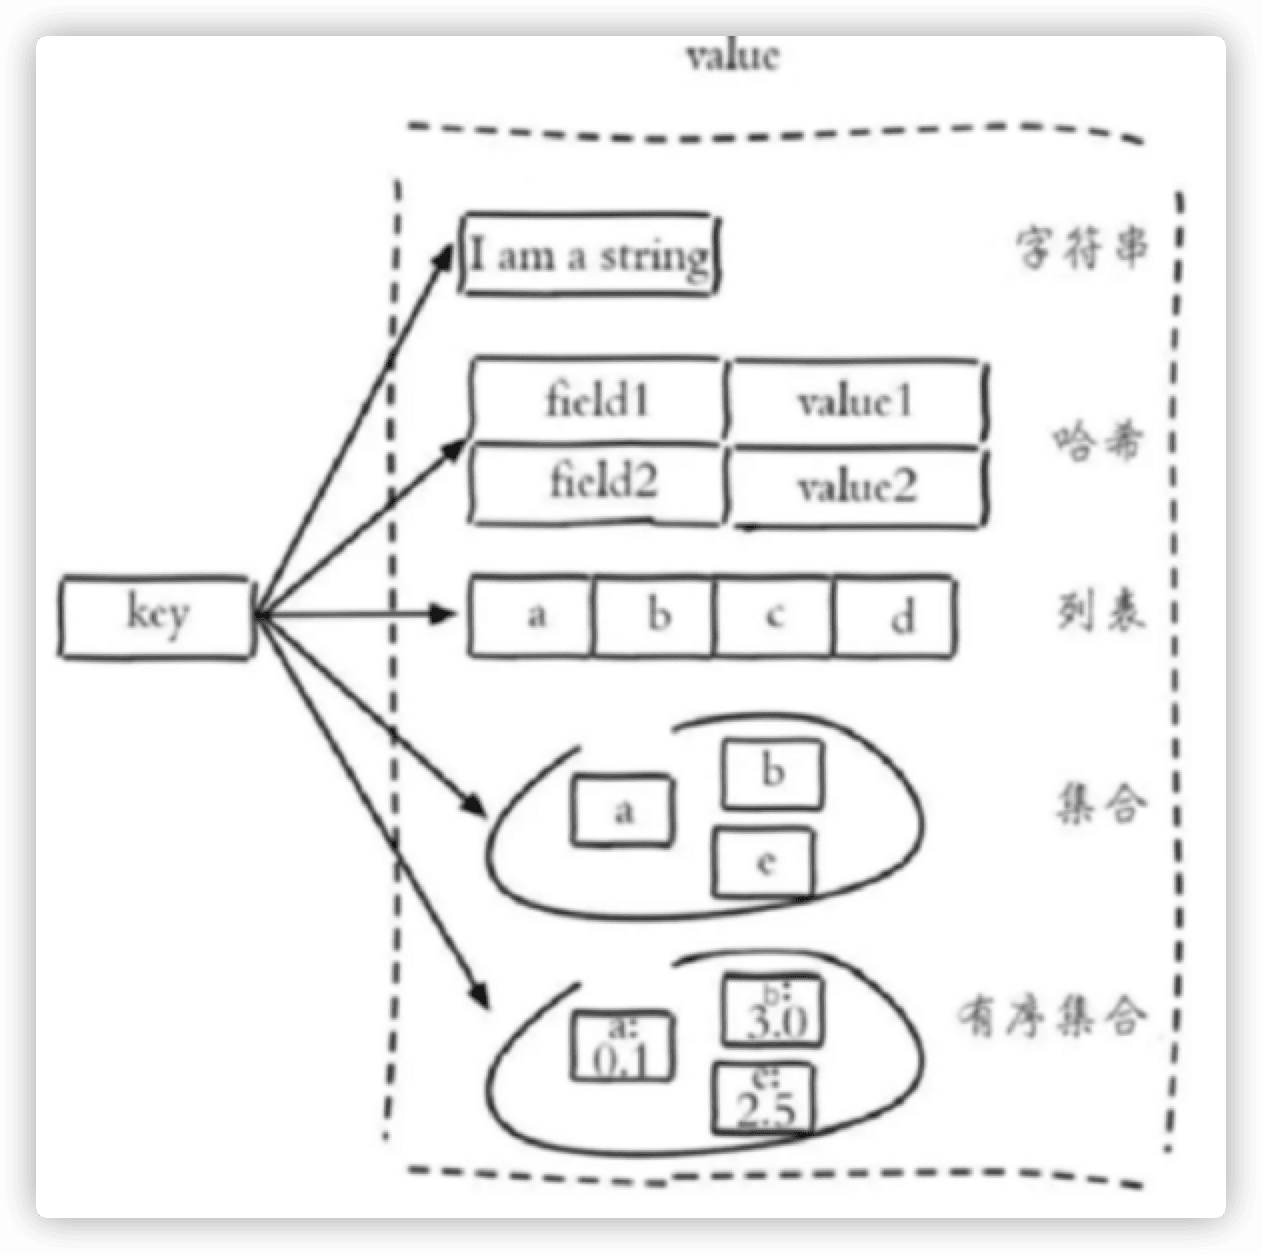 value
I am a string
字符串
field1 value1
哈希
field2 value2
key
a b c d
列表
b
a
集合
e
b:
3.0
a:
0.1
有序集合
e:
2.5